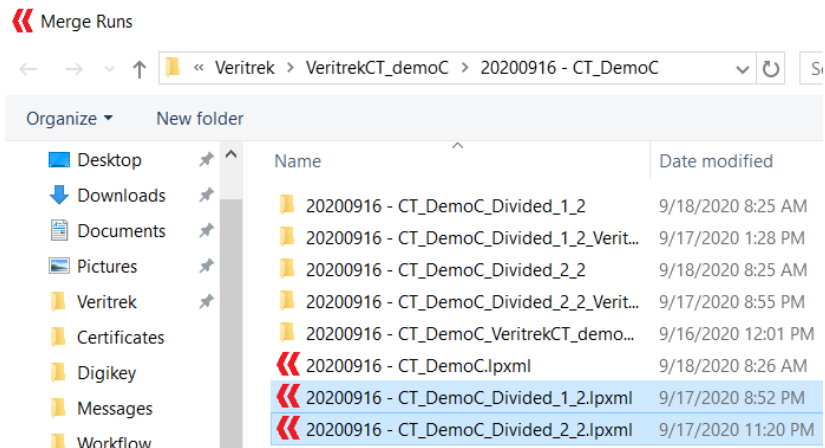 Merge Runs
« Veritrek > VeritrekCT_demoC > 20200916 - CT_DemoC
Organize New folder
Name Date modified
Desktop
Downloads
Documents
Pictures
Veritrek
Certificates
Digikey
Messages
Workflow
20200916 - CT_DemoC_Divided_1_2 9/18/2020 8:25 AM
20200916 - CT_DemoC_Divided_1_2_Verit... 9/17/2020 1:28 PM
20200916 - CT_DemoC_Divided_2_2 9/18/2020 8:25 AM
20200916 - CT_DemoC_Divided_2_2_Verit... 9/17/2020 8:55 PM
20200916 - CT_DemoC_VeritrekCT_demo... 9/16/2020 12:01 PM
20200916 - CT_DemoC.lpxml 9/18/2020 8:26 AM
20200916 - CT_DemoC_Divided_1_2.lpxml 9/17/2020 8:52 PM
20200916 - CT_DemoC_Divided_2_2.lpxml 9/17/2020 11:20 PM